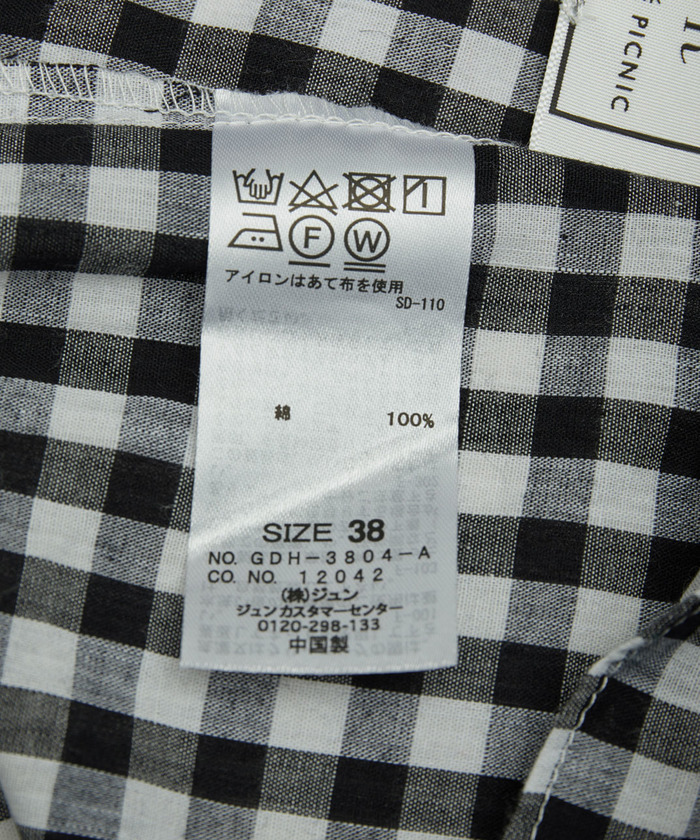 PICNIC
F W
アイロンはあて布を使用
SD-110
綿 100%
SIZE 38
NO. GDH-3804-A
CO. NO. 12042
(株)ジュン
ジュンカスタマーセンター
0120-298-133
中国製